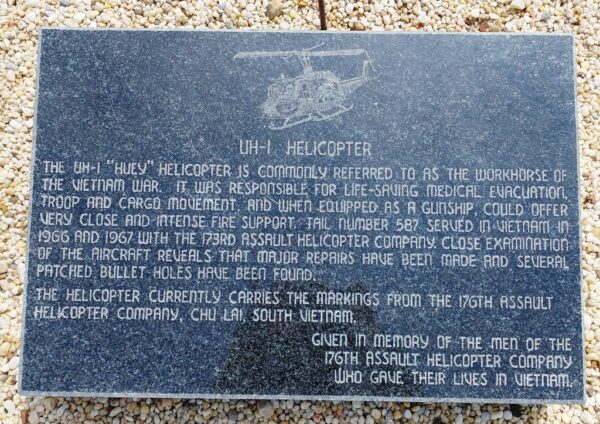 UH-1 HELICOPTER
THE UH-1 "HUEY" HELICOPTER IS COMMONLY REFERRED TO AS THE WORKHORSE OF
THE VIETNAM WAR. IT WAS RESPONSIBLE FOR LIFE-SAVING MEDICAL EVACUATION,
TROOP AND CARGO MOVEMENT, AND WHEN EQUIPPED AS A GUNSHIP, COULD OFFER
VERY CLOSE AND INTENSE FIRE SUPPORT. TAIL NUMBER 587 SERVED IN VIETNAM IN
1966 AND 1967 WITH THE 173RD ASSAULT HELICOPTER COMPANY. CLOSE EXAMINATION
OF THE AIRCRAFT REVEALS THAT MAJOR REPAIRS HAVE BEEN MADE AND SEVERAL
PATCHED BULLET HOLES HAVE BEEN FOUND.
THE HELICOPTER CURRENTLY CARRIES THE MARKINGS FROM THE 176TH ASSAULT
HELICOPTER COMPANY, CHU LAI, SOUTH VIETNAM.
GIVEN IN MEMORY OF THE MEN OF THE
176TH ASSAULT HELICOPTER COMPANY
WHO GAVE THEIR LIVES IN VIETNAM.